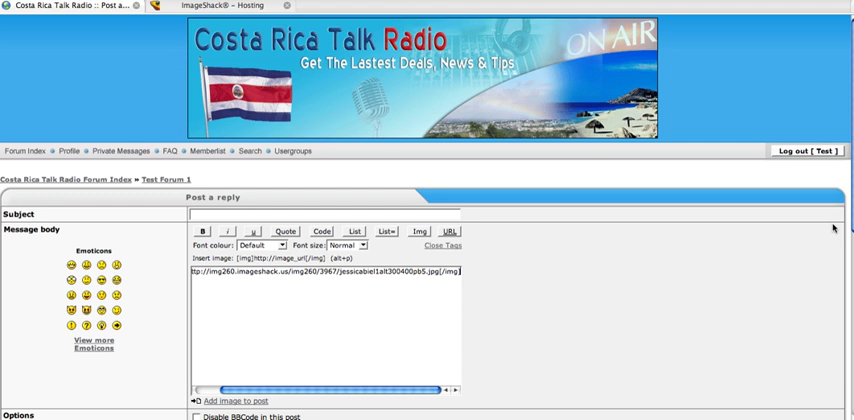 Costa Rica Talk Radio :: Post a...
ImageShack® - Hosting
Costa Rica Talk Radio
Get The Lastest Deals, News & Tips
ON AIR
Forum Index Profile Private Messages FAQ Memberlist Search Usergroups
Log out [ Test ]
Costa Rica Talk Radio Forum Index » Test Forum 1
Post a reply
Subject
Message body
B i u Quote Code List List= Img URL
Font colour: Default Font size: Normal Close Tags
Insert image: [img]http://image_url[/img] (alt+p)
Emoticons
ttp://img260.imageshack.us/img260/3967/jessicabiel1alt300400pb5.jpg[/img]
View more
Emoticons
Add image to post
Options
Disable BBCode in this post